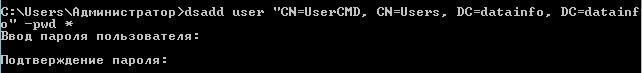 C:\Users\Администратор>dsadd user "CN=UserCMD, CN=Users, DC=datainfo, DC=datainf
o" -pwd *
Ввод пароля пользователя:
Подтверждение пароля: